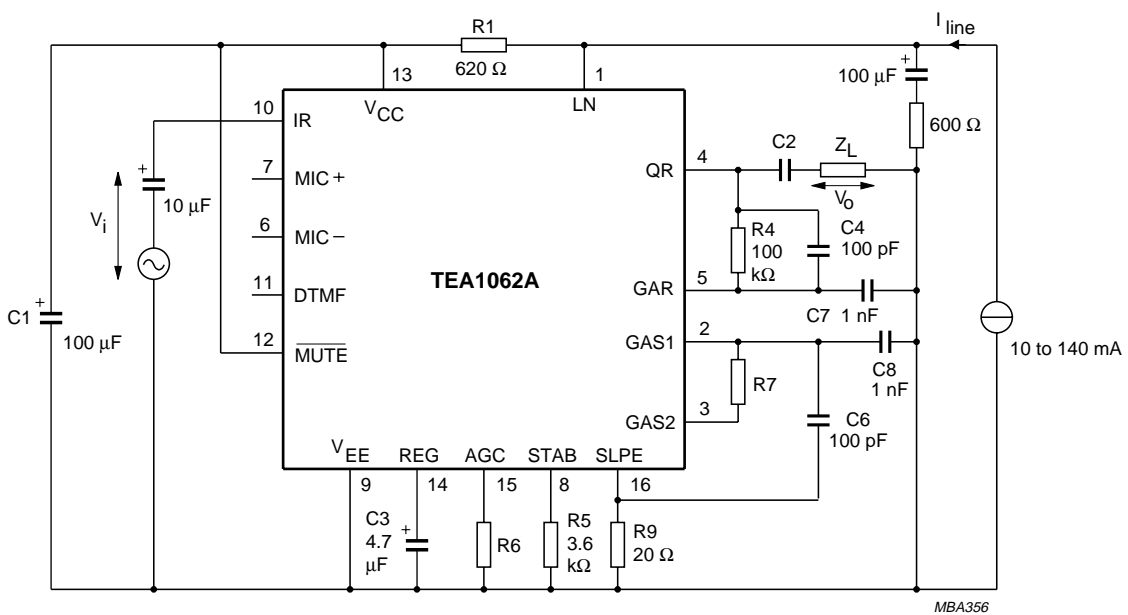 R1
620 Ω
I line
13
1
100 μF
+
V CC
LN
10
IR
600 Ω
C2
Z L
4
QR
V o
7
MIC +
+
10 μF
V i
R4
100
kΩ
C4
100 pF
6
MIC −
TEA1062A
11
DTMF
5
GAR
C7
1 nF
C1
+
100 μF
12
MUTE
2
GAS1
10 to 140 mA
C8
1 nF
R7
3
GAS2
C6
100 pF
V EE
REG
AGC
STAB
SLPE
9
14
15
8
16
C3
4.7
μF
+
R6
R5
3.6
kΩ
R9
20 Ω
MBA356